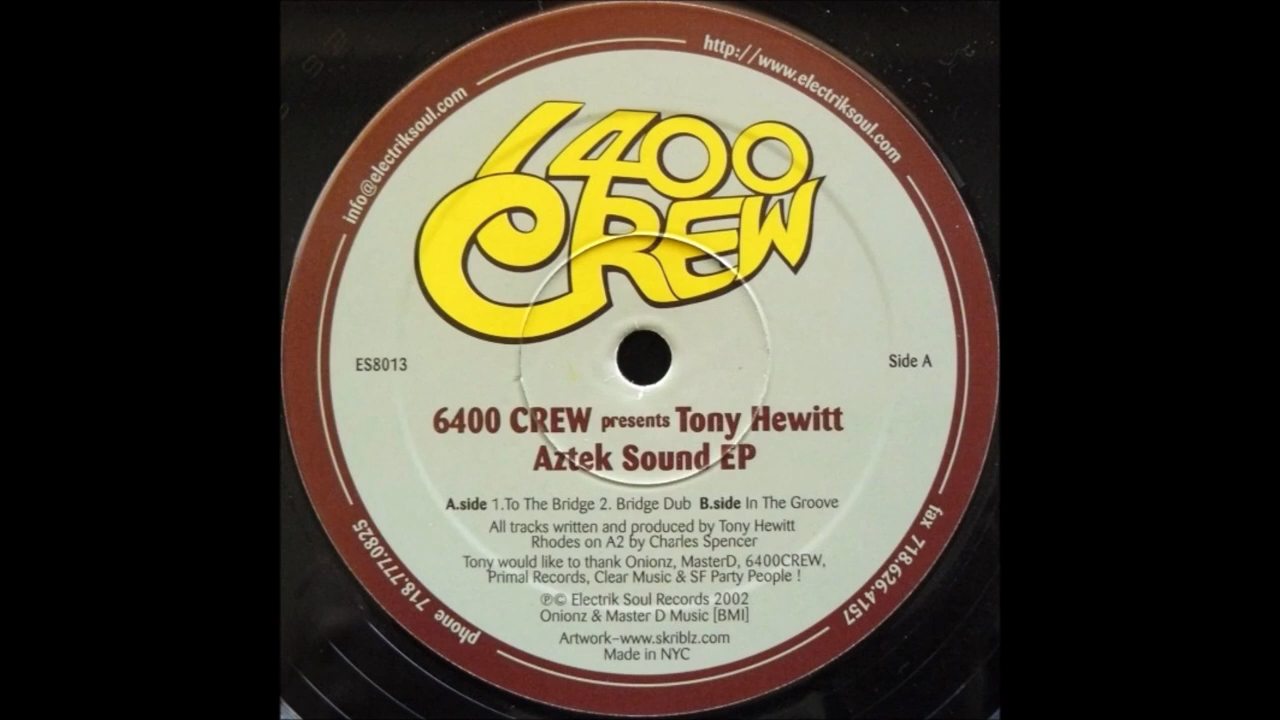 info@electriksoul.com
http://www.electriksoul.com
6400
CREW
ES8013
Side A
6400 CREW presents Tony Hewitt
Aztek Sound EP
A.side 1.To The Bridge 2. Bridge Dub B.side In The Groove
All tracks written and produced by Tony Hewitt
Rhodes on A2 by Charles Spencer
Tony would like to thank Onionz, MasterD, 6400CREW,
Primal Records, Clear Music & SF Party People !
℗© Electrik Soul Records 2002
Onionz & Master D Music [BMI]
Artwork-www.skriblz.com
Made in NYC
phone 718.777.0825
fax 718.626.4157